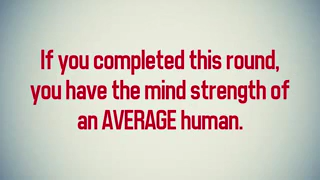 If you completed this round,
you have the mind strength of
an AVERAGE human.